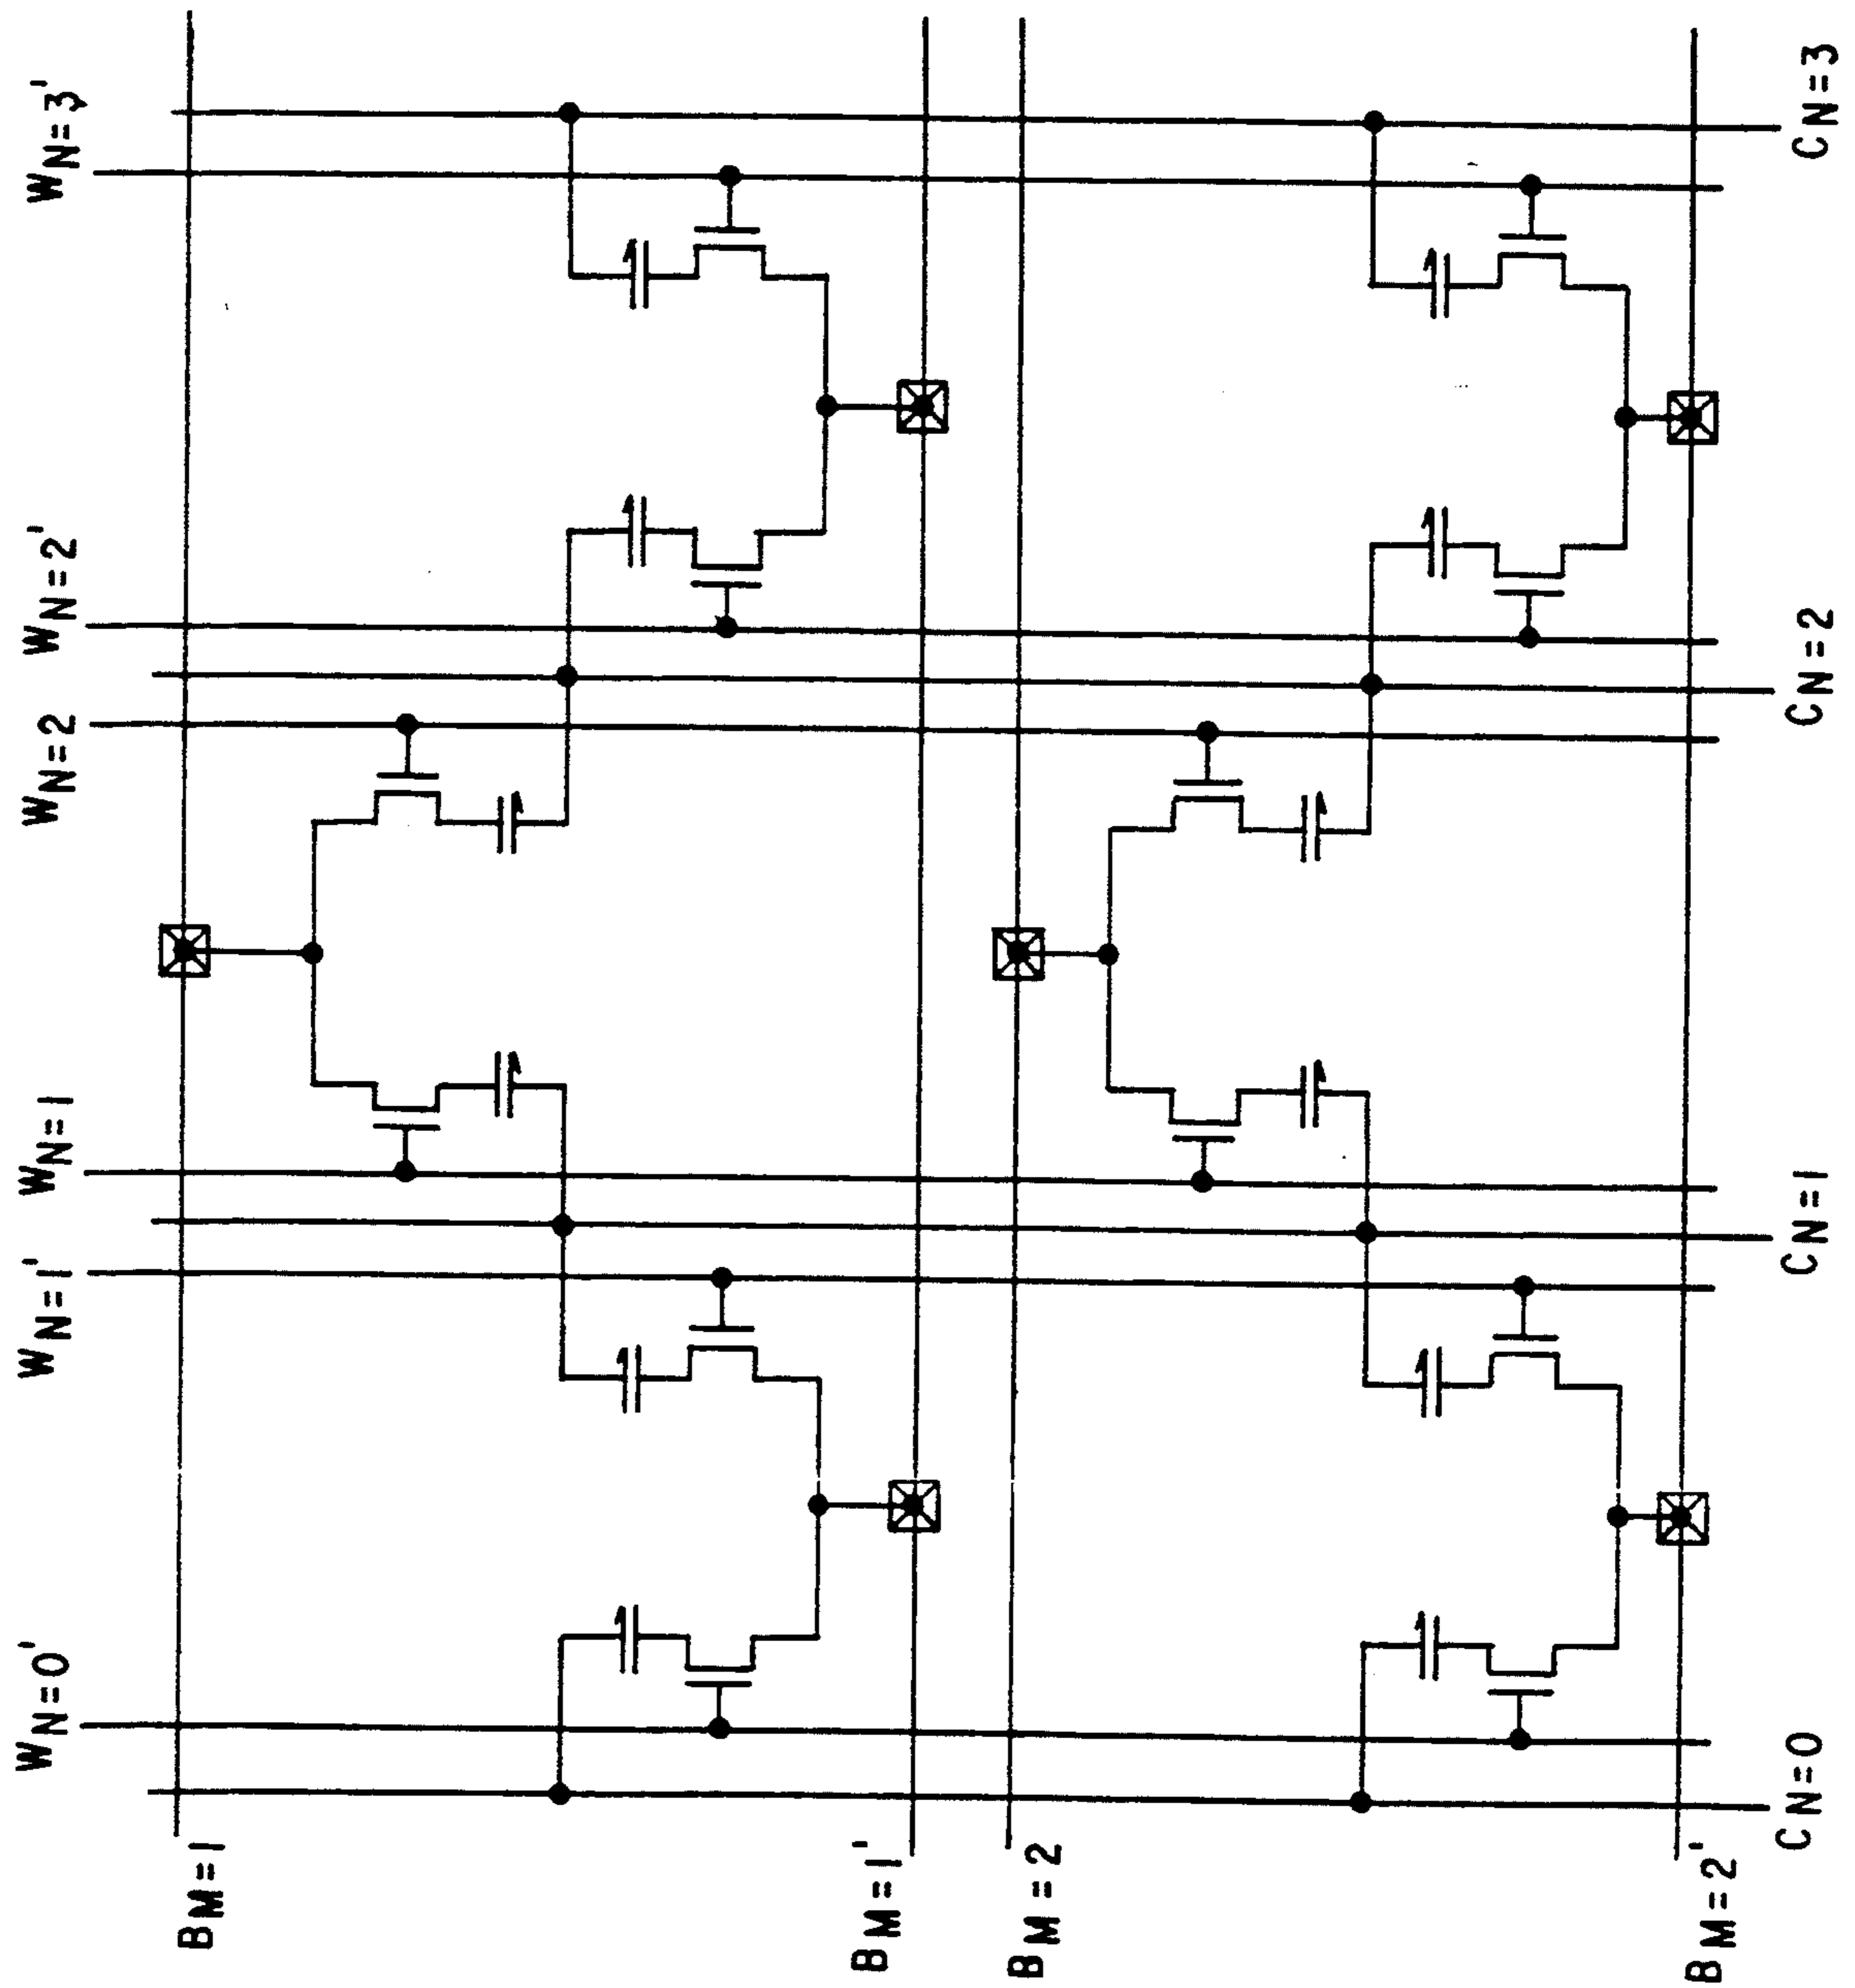 W N=0'
W N=1'
W N=1
W N=2
W N=2'
W N=3'
B M=1
B M=1'
B M=2
B M=2'
C N=0
C N=1
C N=2
C N=3